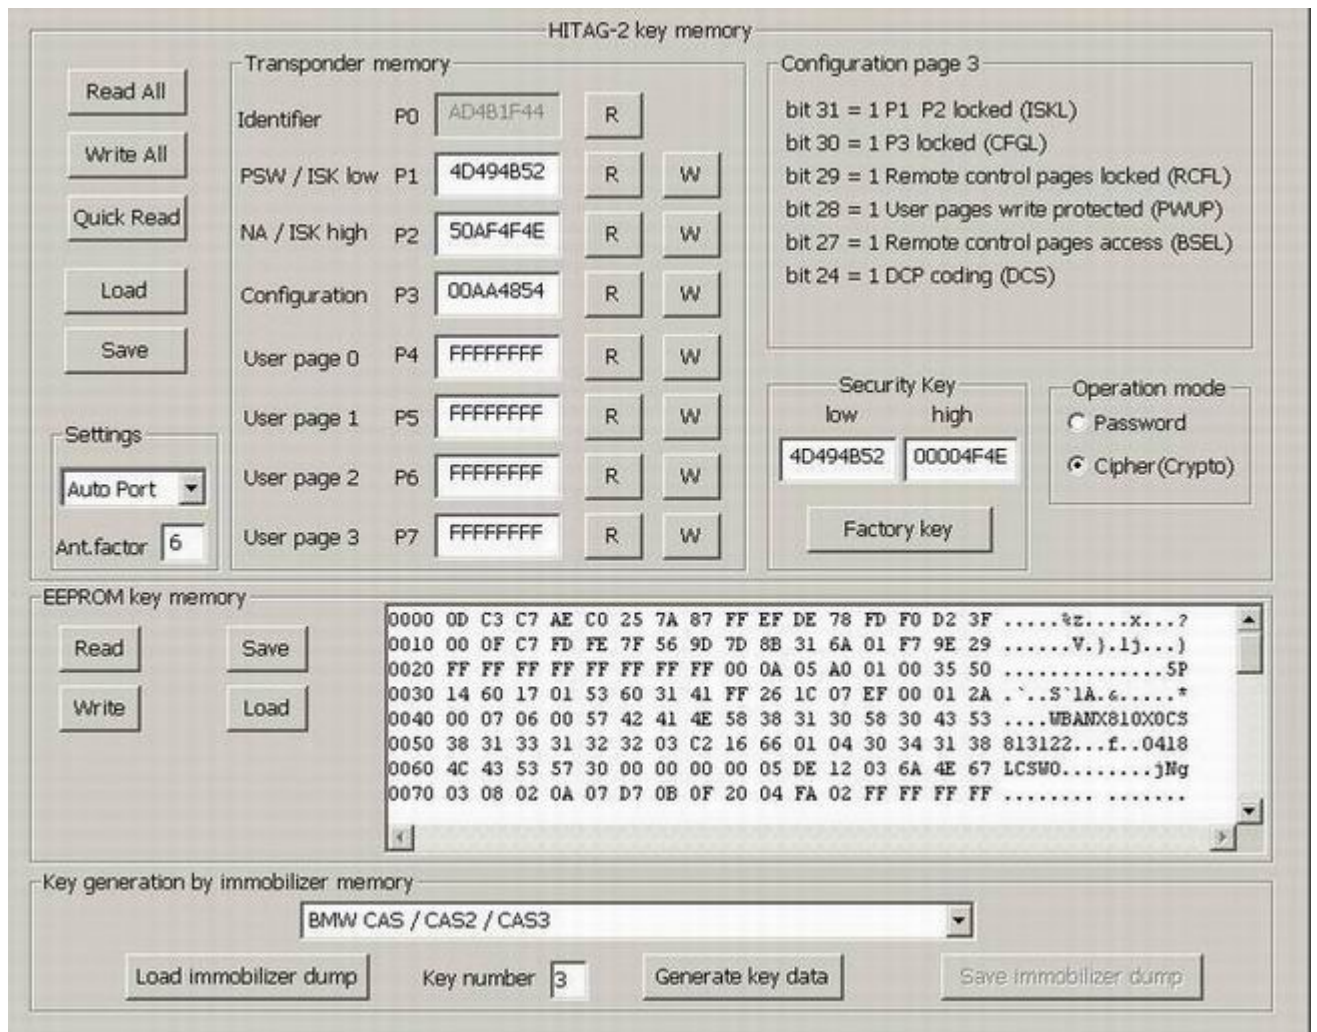 HITAG-2 key memory
Read All
Write All
Quick Read
Load
Save
Settings
Auto Port
Ant.factor 6
Transponder memory
Identifier P0 AD4B1F44 R
PSW / ISK low P1 4D494B52 R W
NA / ISK high P2 50AF4F4E R W
Configuration P3 00AA4854 R W
User page 0 P4 FFFFFFFF R W
User page 1 P5 FFFFFFFF R W
User page 2 P6 FFFFFFFF R W
User page 3 P7 FFFFFFFF R W
Configuration page 3
bit 31 = 1 P1 P2 locked (ISKL)
bit 30 = 1 P3 locked (CFGL)
bit 29 = 1 Remote control pages locked (RCFL)
bit 28 = 1 User pages write protected (PWUP)
bit 27 = 1 Remote control pages access (BSEL)
bit 24 = 1 DCP coding (DCS)
Security Key
low high
4D494B52 00004F4E
Factory key
Operation mode
Password
Cipher(Crypto)
EEPROM key memory
Read Save
Write Load
0000 0D C3 C7 AE C0 25 7A 87 FF EF DE 78 FD F0 D2 3F .....%z....x...?
0010 00 0F C7 FD FE 7F 56 9D 7D 8B 31 6A 01 F7 9E 29 ......V.}.1j...)
0020 FF FF FF FF FF FF FF FF 00 0A 05 A0 01 00 35 50 ..............5P
0030 14 60 17 01 53 60 31 41 FF 26 1C 07 EF 00 01 2A .`..S`1A.&.....*
0040 00 07 06 00 57 42 41 4E 58 38 31 30 58 30 43 53 ....WBANX810X0CS
0050 38 31 33 31 32 32 03 C2 16 66 01 04 30 34 31 38 813122...f..0418
0060 4C 43 53 57 30 00 00 00 00 05 DE 12 03 6A 4E 67 LCSW0........jNg
0070 03 08 02 0A 07 D7 0B 0F 20 04 FA 02 FF FF FF FF ........ .......
Key generation by immobilizer memory
BMW CAS / CAS2 / CAS3
Load immobilizer dump Key number 3 Generate key data Save immobilizer dump